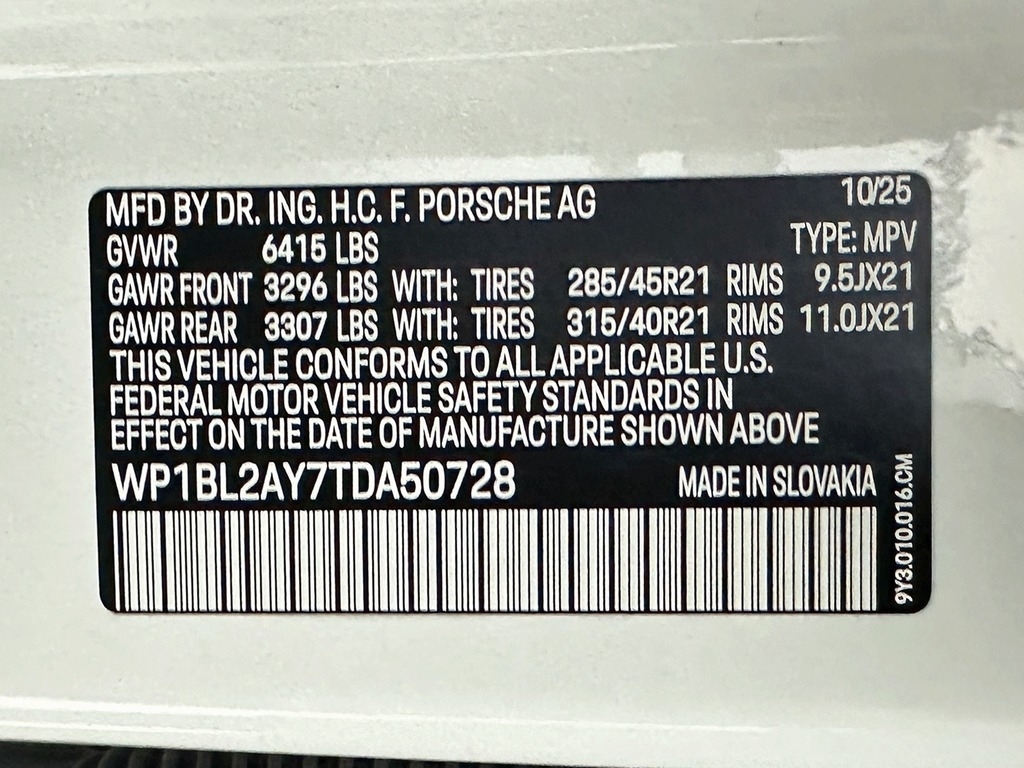 MFD BY DR. ING. H.C. F. PORSCHE AG 10/25
GVWR 6415 LBS TYPE: MPV
GAWR FRONT 3296 LBS WITH: TIRES 285/45R21 RIMS 9.5JX21
GAWR REAR 3307 LBS WITH: TIRES 315/40R21 RIMS 11.0JX21
THIS VEHICLE CONFORMS TO ALL APPLICABLE U.S.
FEDERAL MOTOR VEHICLE SAFETY STANDARDS IN
EFFECT ON THE DATE OF MANUFACTURE SHOWN ABOVE
WP1BL2AY7TDA50728 MADE IN SLOVAKIA
9Y3.010.016.CM